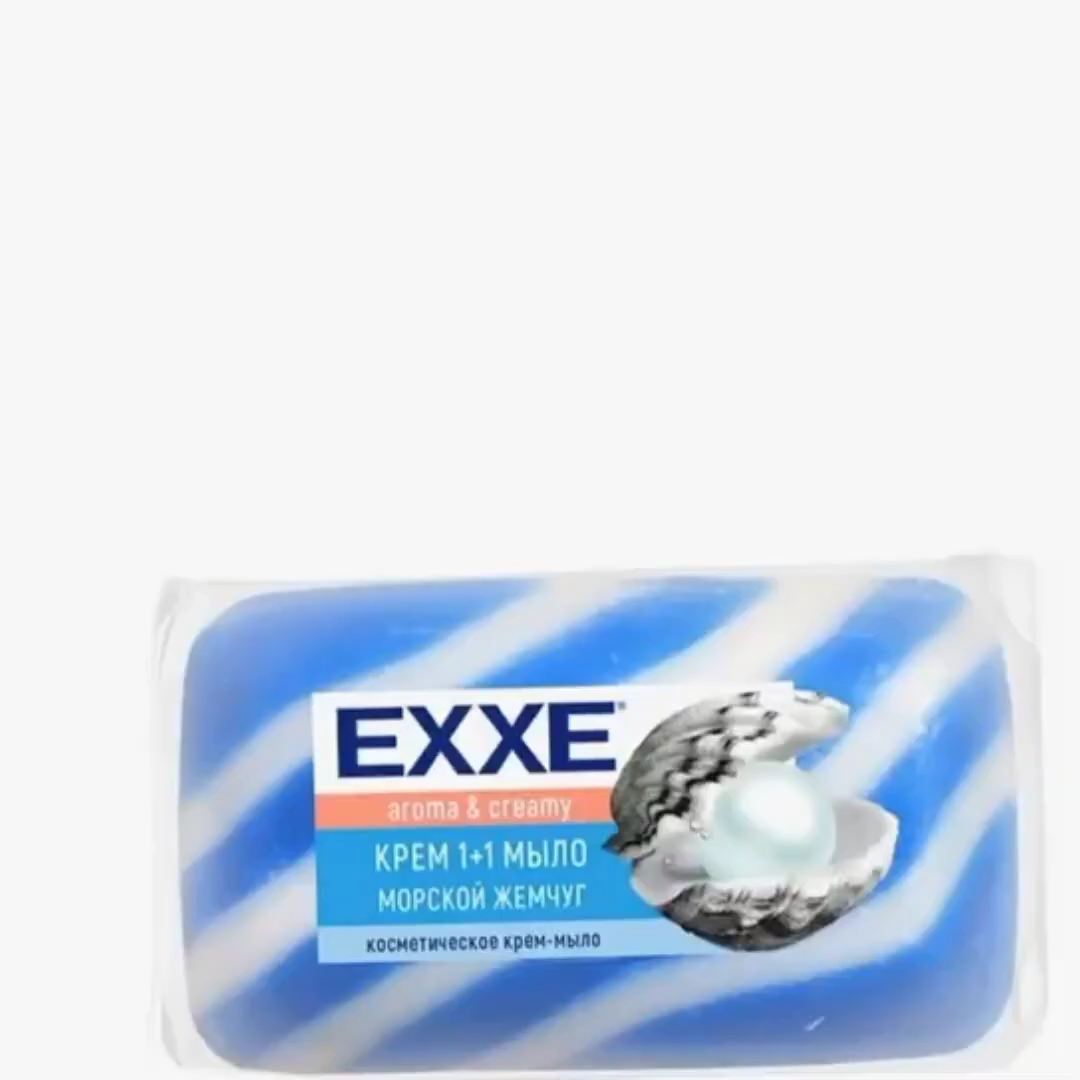 EXXE
aroma & creamy
КРЕМ 1+1 МЫЛО
МОРСКОЙ ЖЕМЧУГ
косметическое крем-мыло